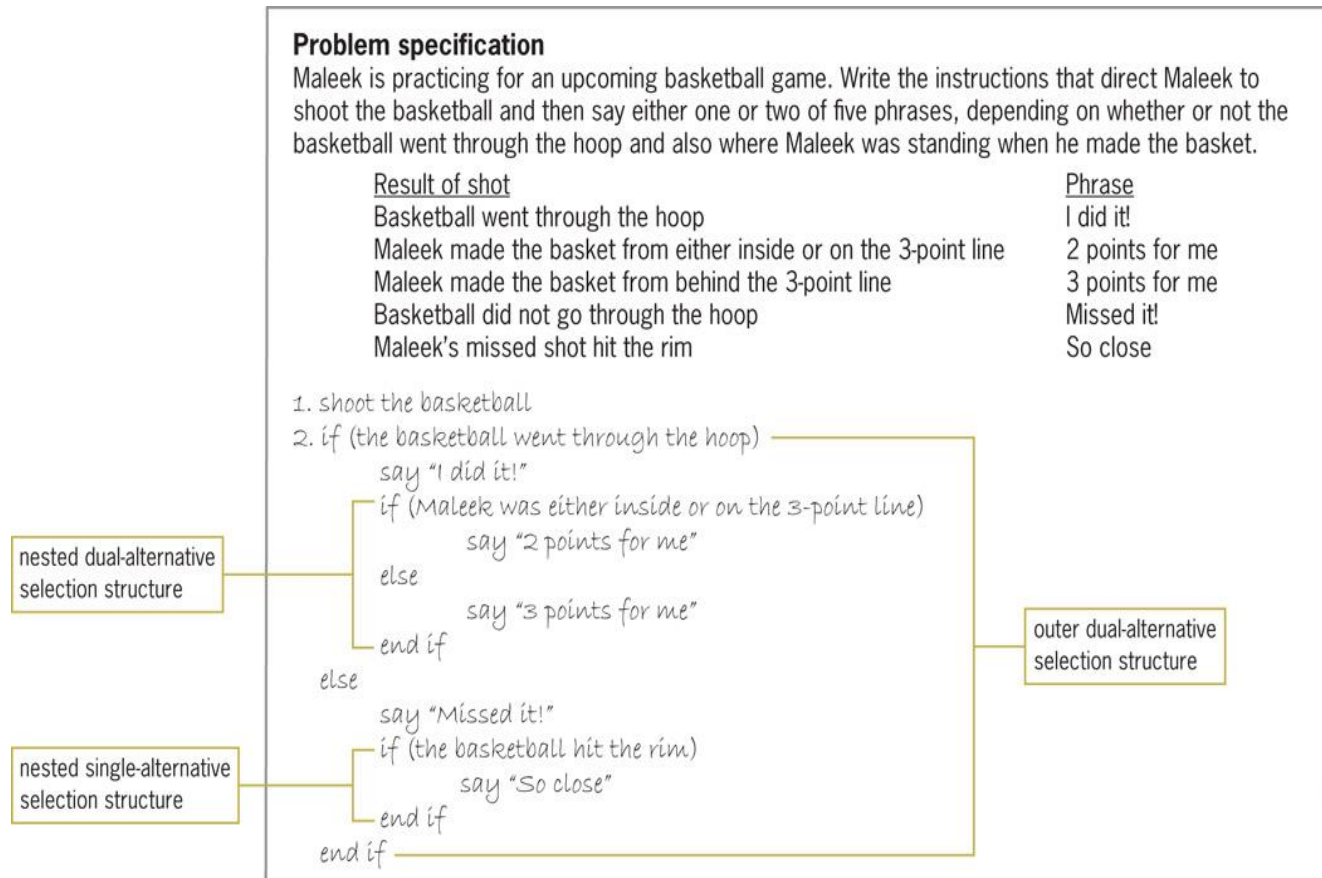 Problem specification
Maleek is practicing for an upcoming basketball game. Write the instructions that direct Maleek to
shoot the basketball and then say either one or two of five phrases, depending on whether or not the
basketball went through the hoop and also where Maleek was standing when he made the basket.
Result of shot Phrase
Basketball went through the hoop I did it!
Maleek made the basket from either inside or on the 3-point line 2 points for me
Maleek made the basket from behind the 3-point line 3 points for me
Basketball did not go through the hoop Missed it!
Maleek's missed shot hit the rim So close
1. shoot the basketball
2. if (the basketball went through the hoop)
say "I did it!"
if (Maleek was either inside or on the 3-point line)
say "2 points for me"
else
say "3 points for me"
end if
else
say "Missed it!"
if (the basketball hit the rim)
say "So close"
end if
end if
nested dual-alternative
selection structure
nested single-alternative
selection structure
outer dual-alternative
selection structure